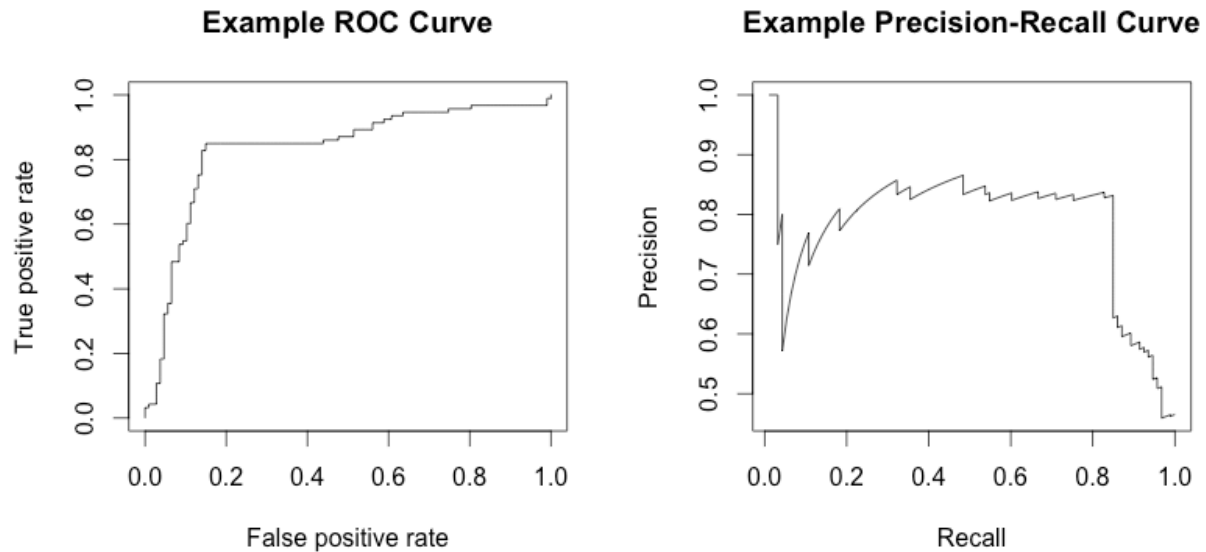 Example ROC Curve
True positive rate
0.0 0.2 0.4 0.6 0.8 1.0
0.0 0.2 0.4 0.6 0.8 1.0
False positive rate
Example Precision-Recall Curve
Precision
0.5 0.6 0.7 0.8 0.9 1.0
0.0 0.2 0.4 0.6 0.8 1.0
Recall